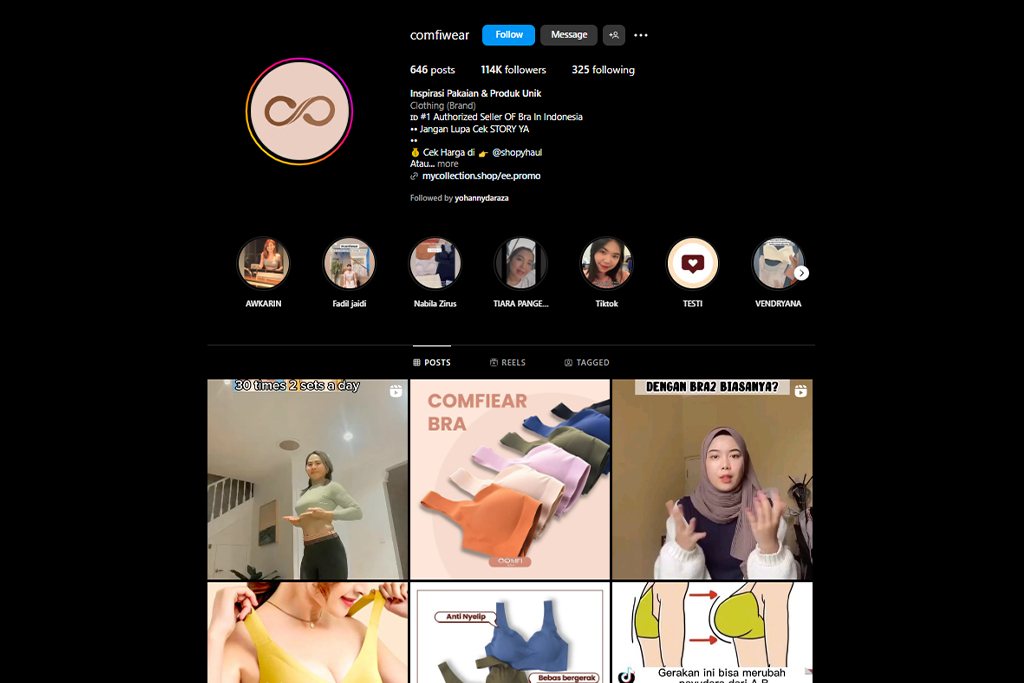 comfiwear Follow Message
646 posts 114K followers 325 following
Inspirasi Pakaian & Produk Unik
Clothing (Brand)
ID #1 Authorized Seller OF Bra In Indonesia
•• Jangan Lupa Cek STORY YA
••
💰 Cek Harga di 👉 @shopyhaul
Atau... more
mycollection.shop/ee.promo
Followed by yohannydaraza
AWKARIN Fadil jaidi Nabila Zirus TIARA PANGE... Tiktok TESTI VENDRYANA
POSTS REELS TAGGED
30 times 2 sets a day
COMFIEAR
BRA
DENGAN BRA2 BIASANYA?
Anti Nyelip
Bebas bergerak
Gerakan ini bisa merubah
payudara dari A-B